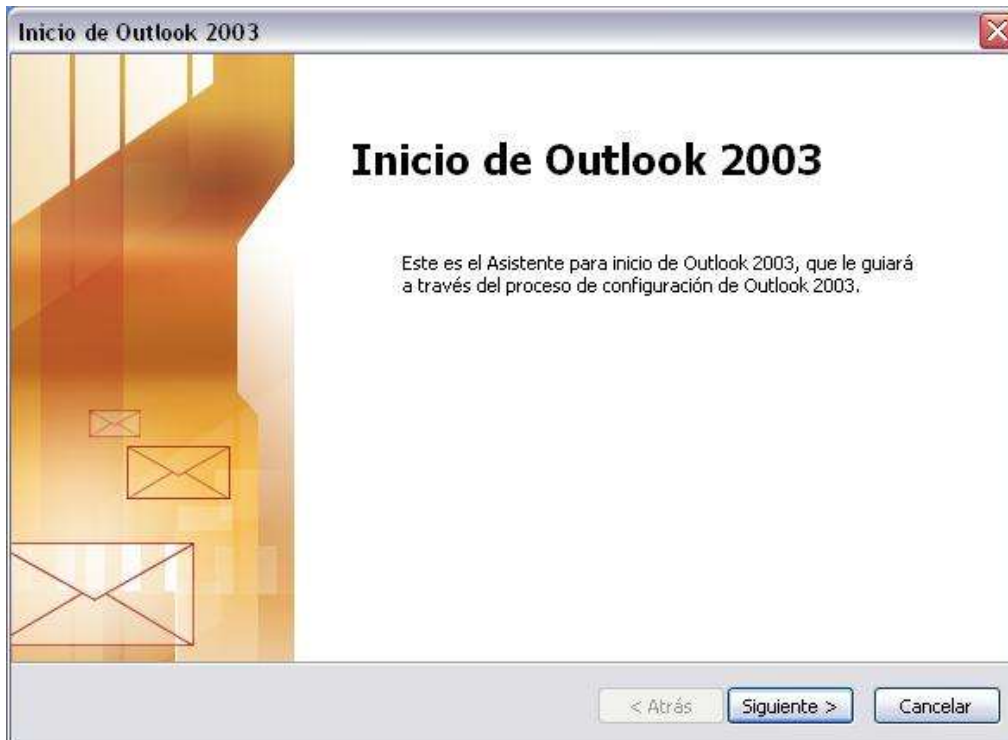 Inicio de Outlook 2003
Inicio de Outlook 2003
Este es el Asistente para inicio de Outlook 2003, que le guiará
a través del proceso de configuración de Outlook 2003.
< Atrás
Siguiente >
Cancelar